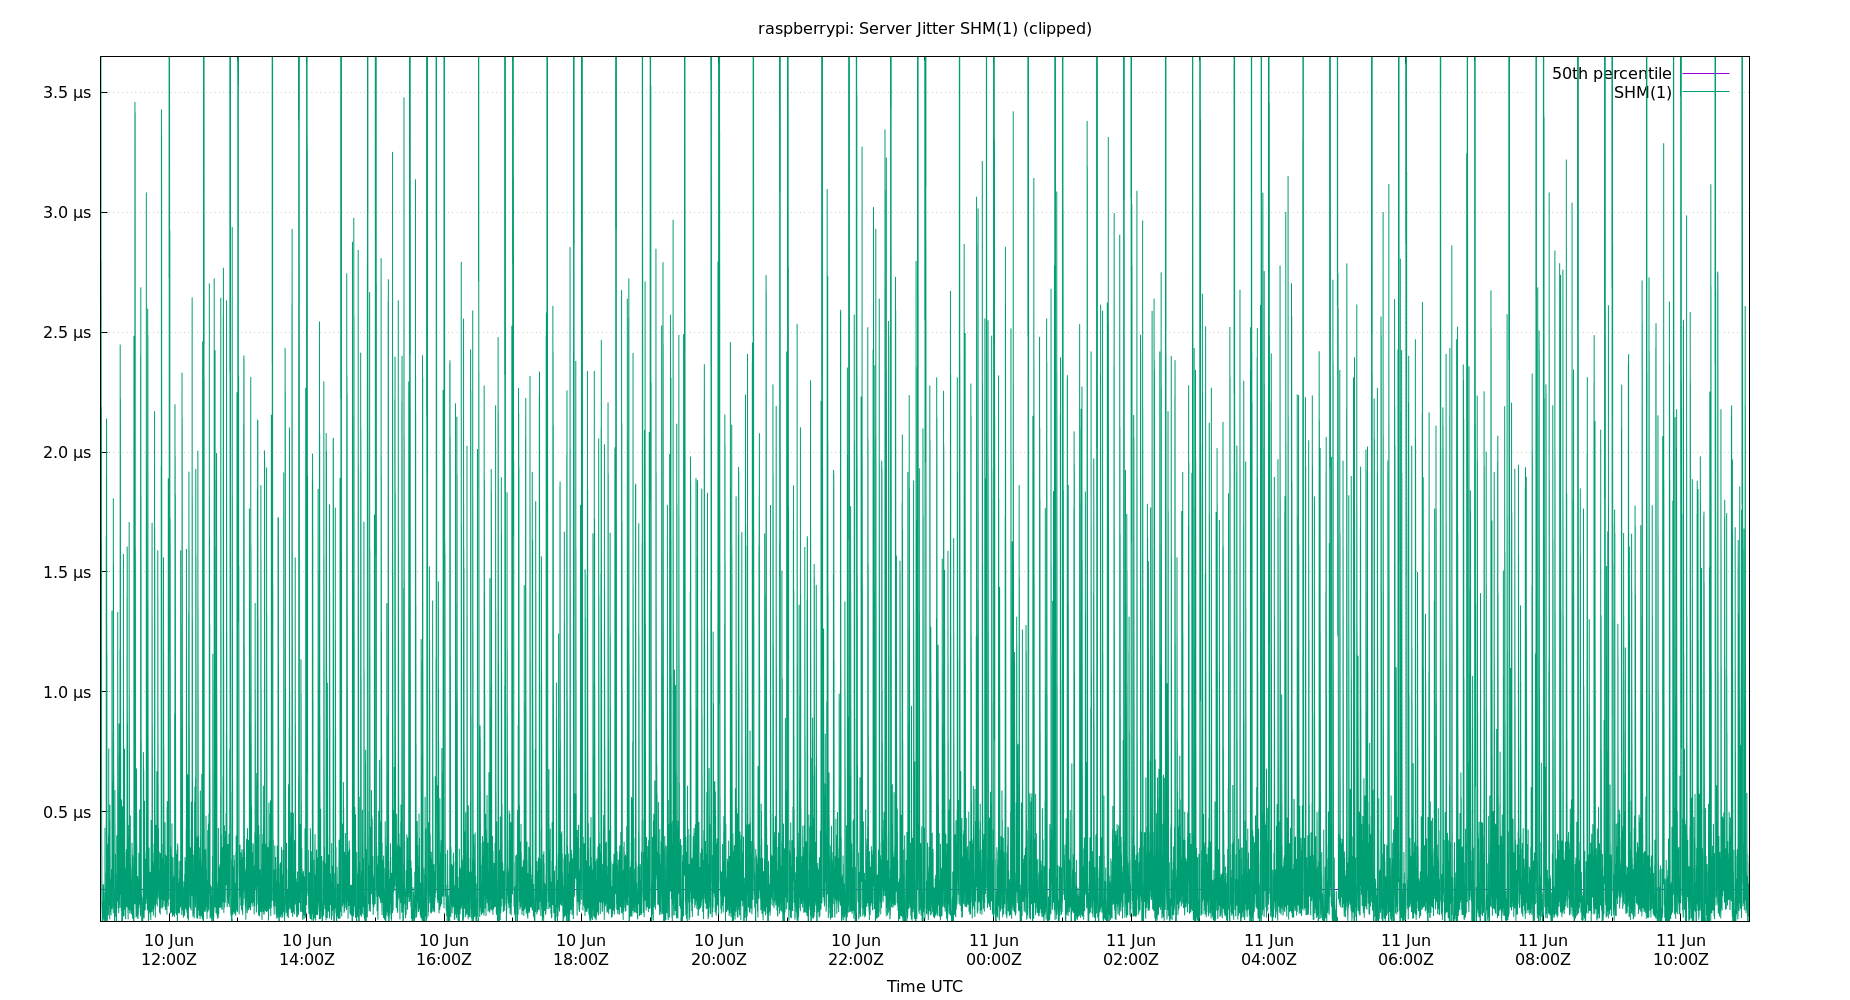 raspberrypi: Server Jitter SHM(1) (clipped)
50th percentile
SHM(1)
3.5 µs
3.0 µs
2.5 µs
2.0 µs
1.5 µs
1.0 µs
0.5 µs
10 Jun 10 Jun 10 Jun 10 Jun 10 Jun 10 Jun 11 Jun 11 Jun 11 Jun 11 Jun 11 Jun 11 Jun
12:00Z 14:00Z 16:00Z 18:00Z 20:00Z 22:00Z 00:00Z 02:00Z 04:00Z 06:00Z 08:00Z 10:00Z
Time UTC